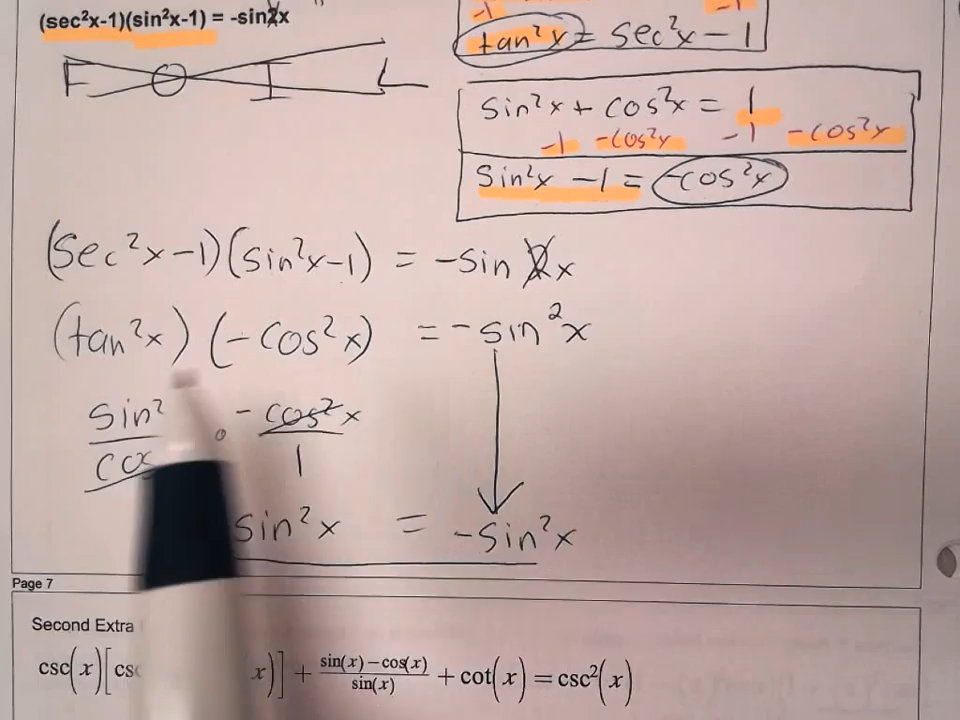 (sec²x-1)(sin²x-1) = -sin2x
-1 -1
tan²x = sec²x - 1
sin²x + cos²x = 1
-1 -cos²x -1 -cos²x
sin²x - 1 = -cos²x
(sec²x-1)(sin²x-1) = -sin 2x
(tan²x)(-cos²x) = -sin²x
sin² · -cos²x
1
sin²x = -sin²x
Page 7
Second Extra
csc(x)[cs x)] + sin(x)-cos(x) / sin(x) + cot(x) = csc²(x)